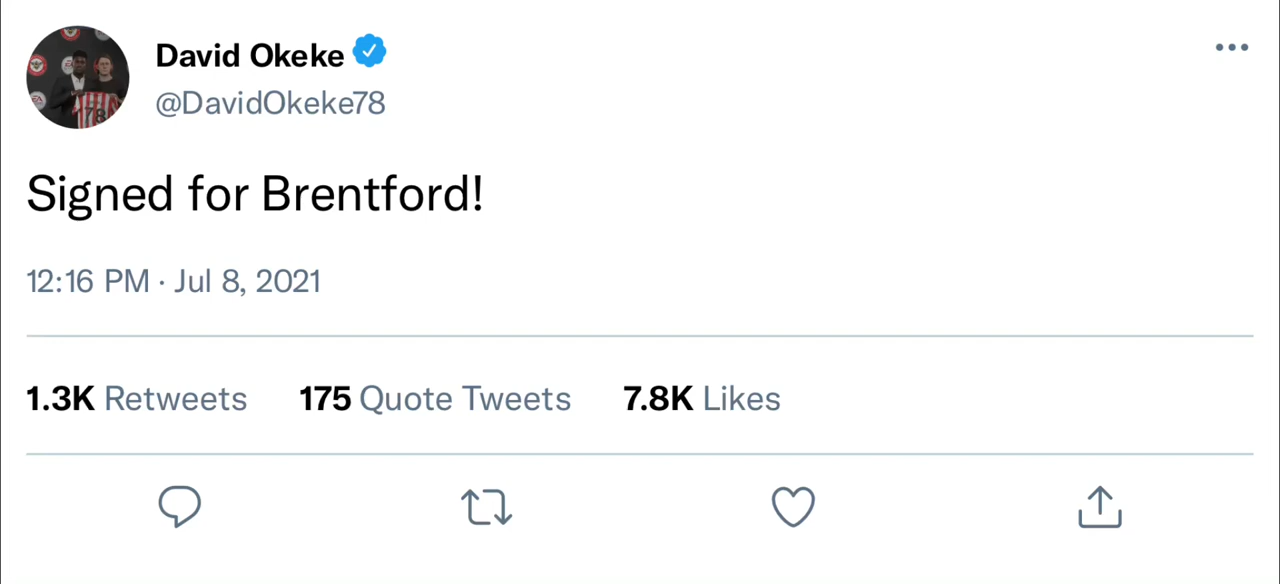 David Okeke
@DavidOkeke78
Signed for Brentford!
12:16 PM · Jul 8, 2021
1.3K Retweets 175 Quote Tweets 7.8K Likes
78